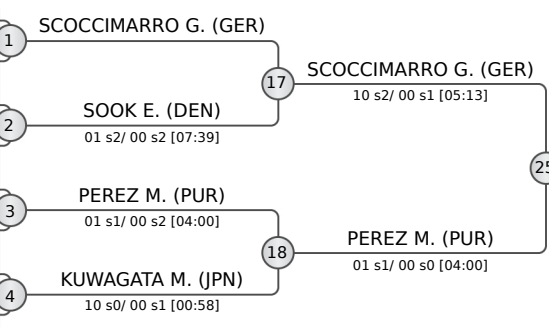 SCOCCIMARRO G. (GER)
1
17
SCOCCIMARRO G. (GER)
10 s2/ 00 s1 [05:13]
SOOK E. (DEN)
2
01 s2/ 00 s2 [07:39]
25
PEREZ M. (PUR)
3
01 s1/ 00 s2 [04:00]
18
PEREZ M. (PUR)
01 s1/ 00 s0 [04:00]
KUWAGATA M. (JPN)
4
10 s0/ 00 s1 [00:58]